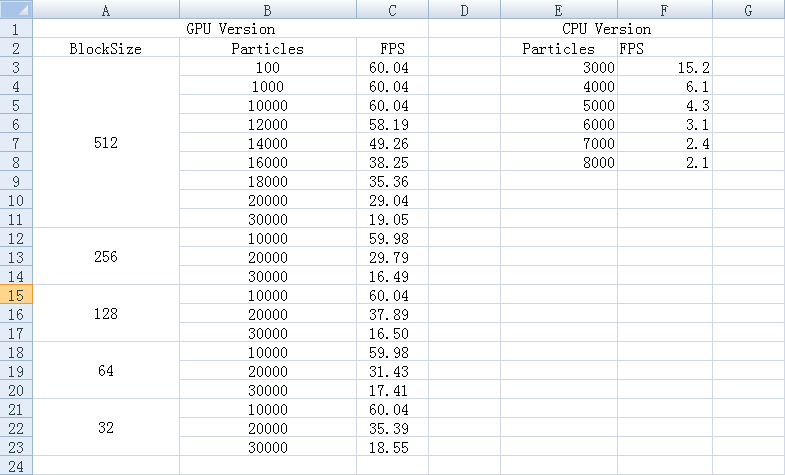 A B C D E F G
1 GPU Version CPU Version
2 BlockSize Particles FPS Particles FPS
3 100 60.04 3000 15.2
4 1000 60.04 4000 6.1
5 10000 60.04 5000 4.3
6 12000 58.19 6000 3.1
7 512 14000 49.26 7000 2.4
8 16000 38.25 8000 2.1
9 18000 35.36
10 20000 29.04
11 30000 19.05
12 10000 59.98
13 256 20000 29.79
14 30000 16.49
15 10000 60.04
16 128 20000 37.89
17 30000 16.50
18 10000 59.98
19 64 20000 31.43
20 30000 17.41
21 10000 60.04
22 32 20000 35.39
23 30000 18.55
24